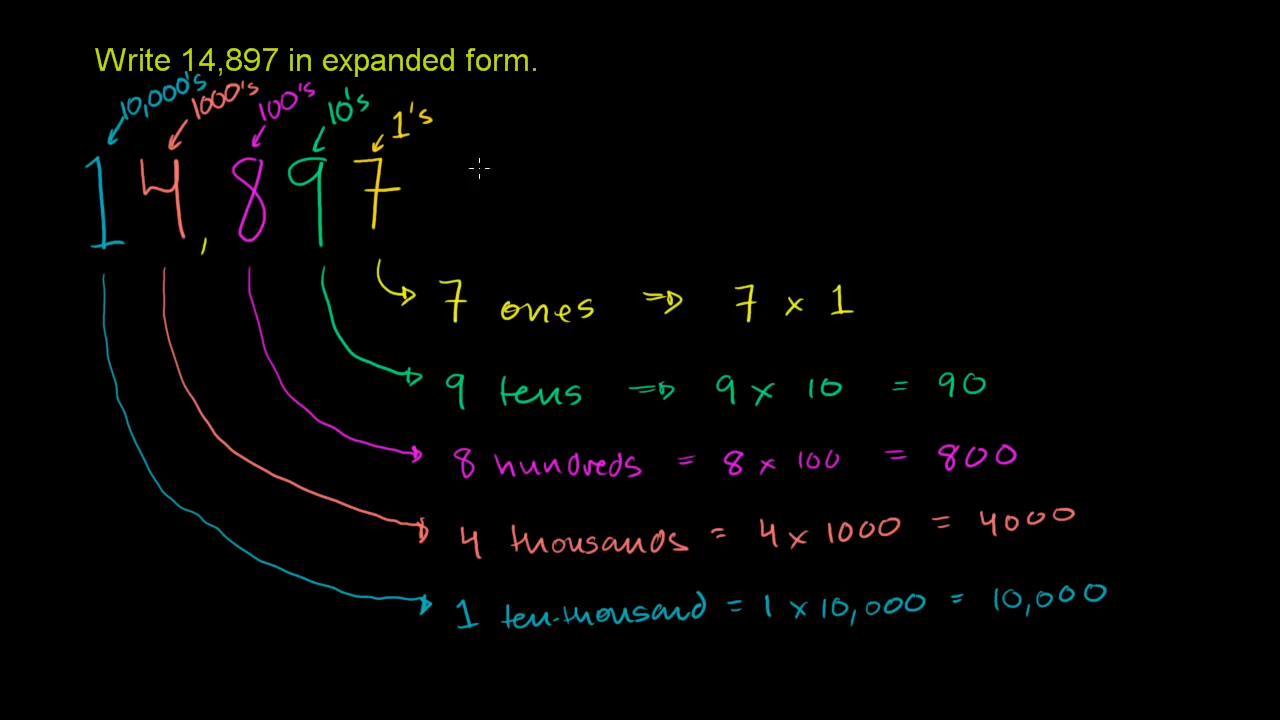 Write 14,897 in expanded form.
10,000's 1000's 100's 10's 1's
14,897
7 ones ⇒ 7 x 1
9 tens ⇒ 9 x 10 = 90
8 hundreds = 8 x 100 = 800
4 thousands = 4 x 1000 = 4000
1 ten-thousand = 1 x 10,000 = 10,000